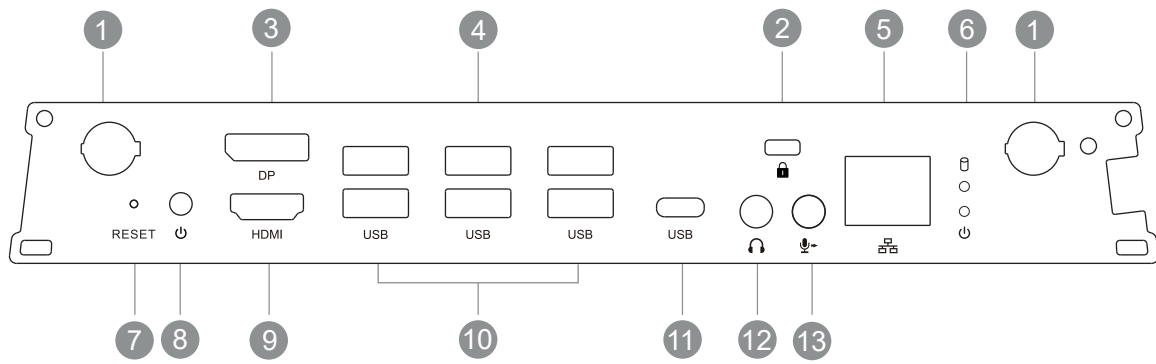 1 3 4 2 5 6 1
DP
RESET HDMI USB USB USB USB
7 8 9 10 11 12 13